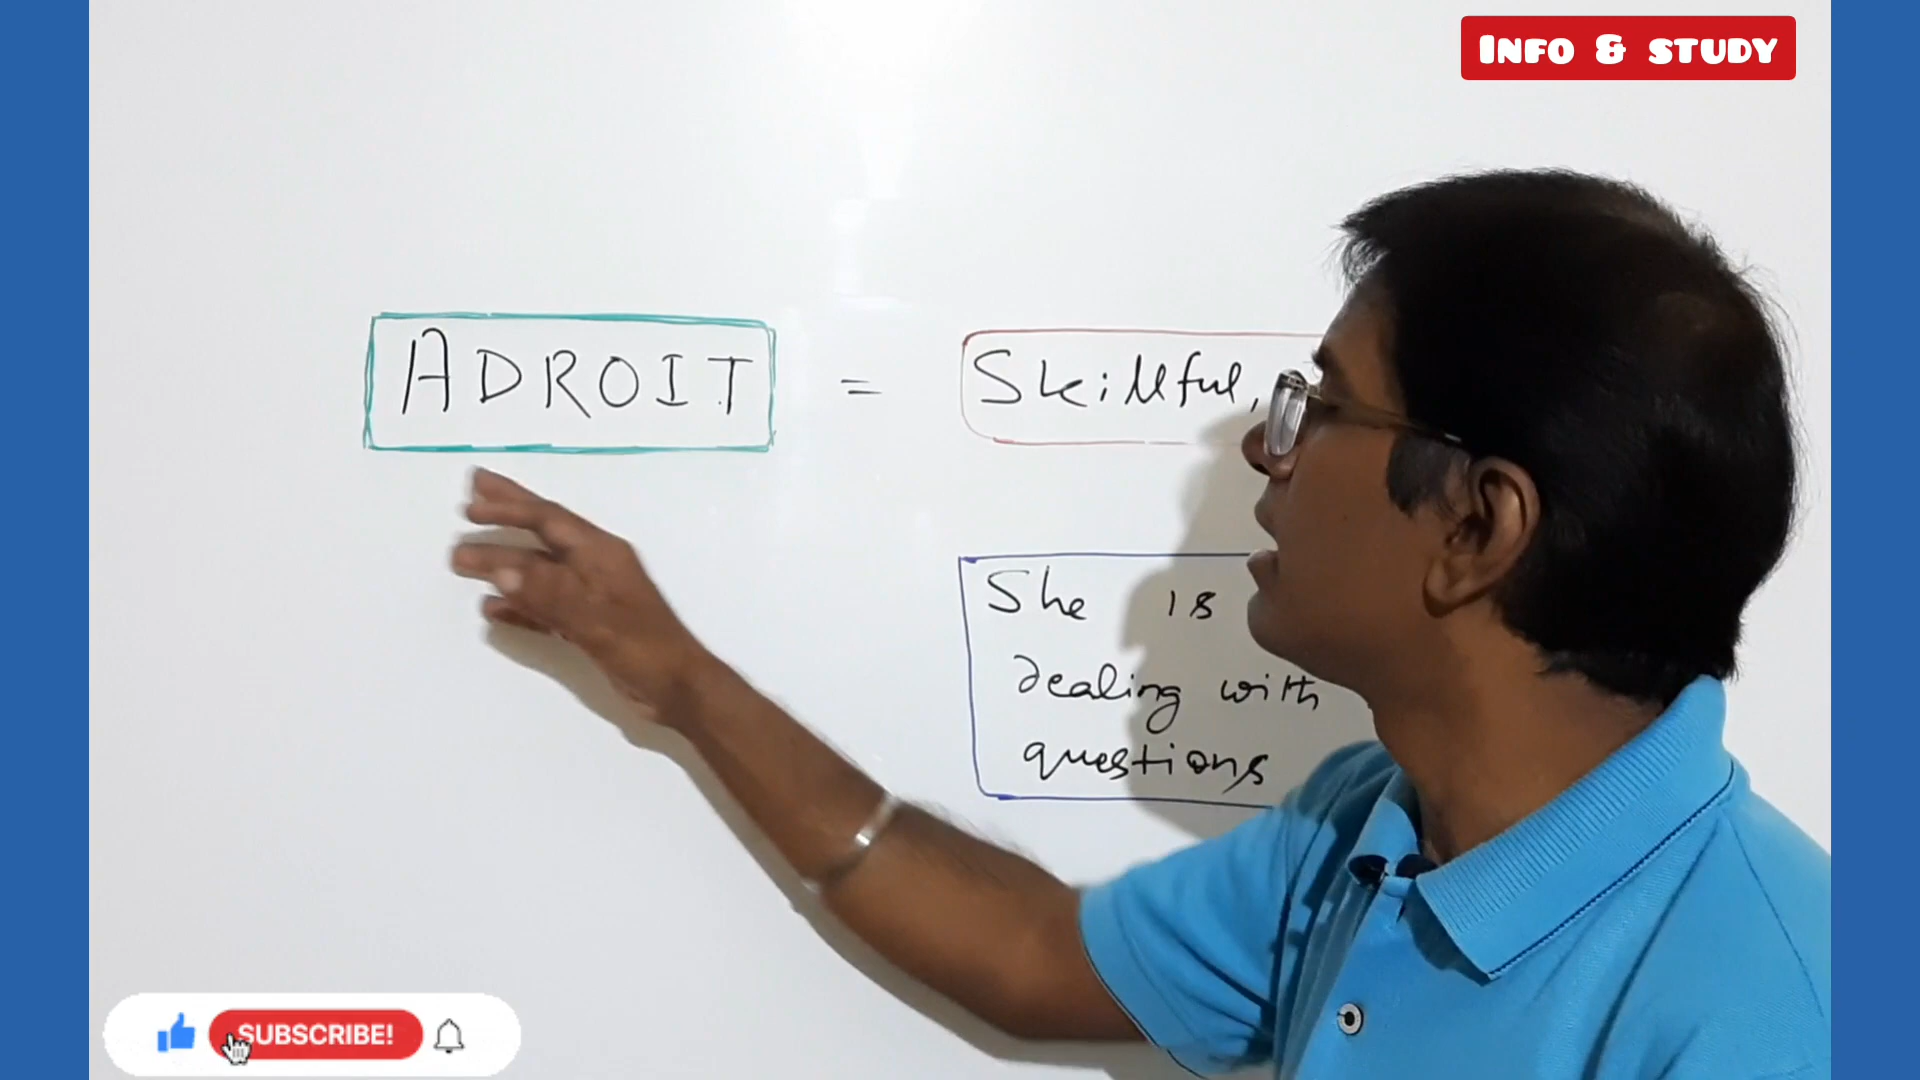 INFO & STUDY
ADROIT = Skillful,
She is
dealing with
questions
SUBSCRIBE!